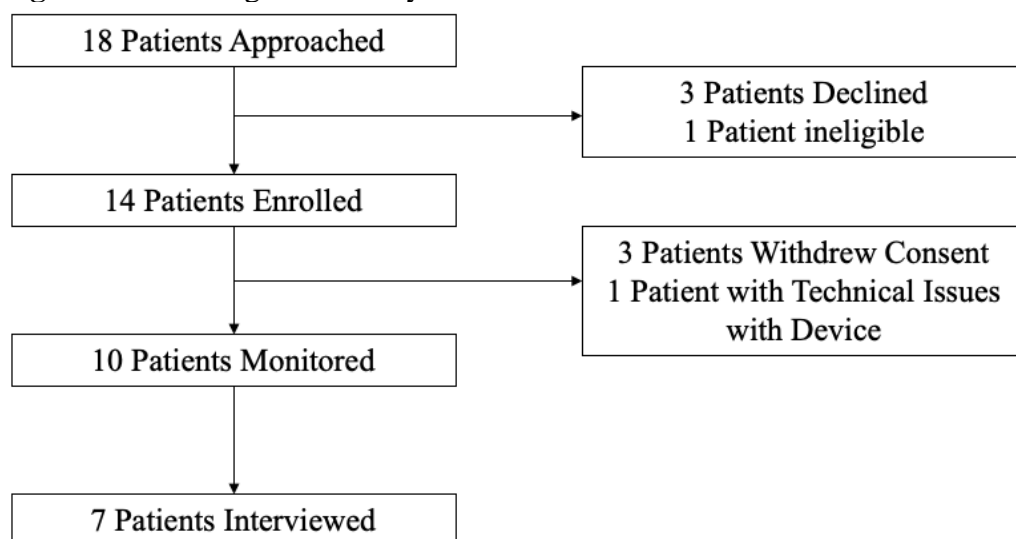 18 Patients Approached
3 Patients Declined
1 Patient ineligible
14 Patients Enrolled
3 Patients Withdrew Consent
1 Patient with Technical Issues
with Device
10 Patients Monitored
7 Patients Interviewed